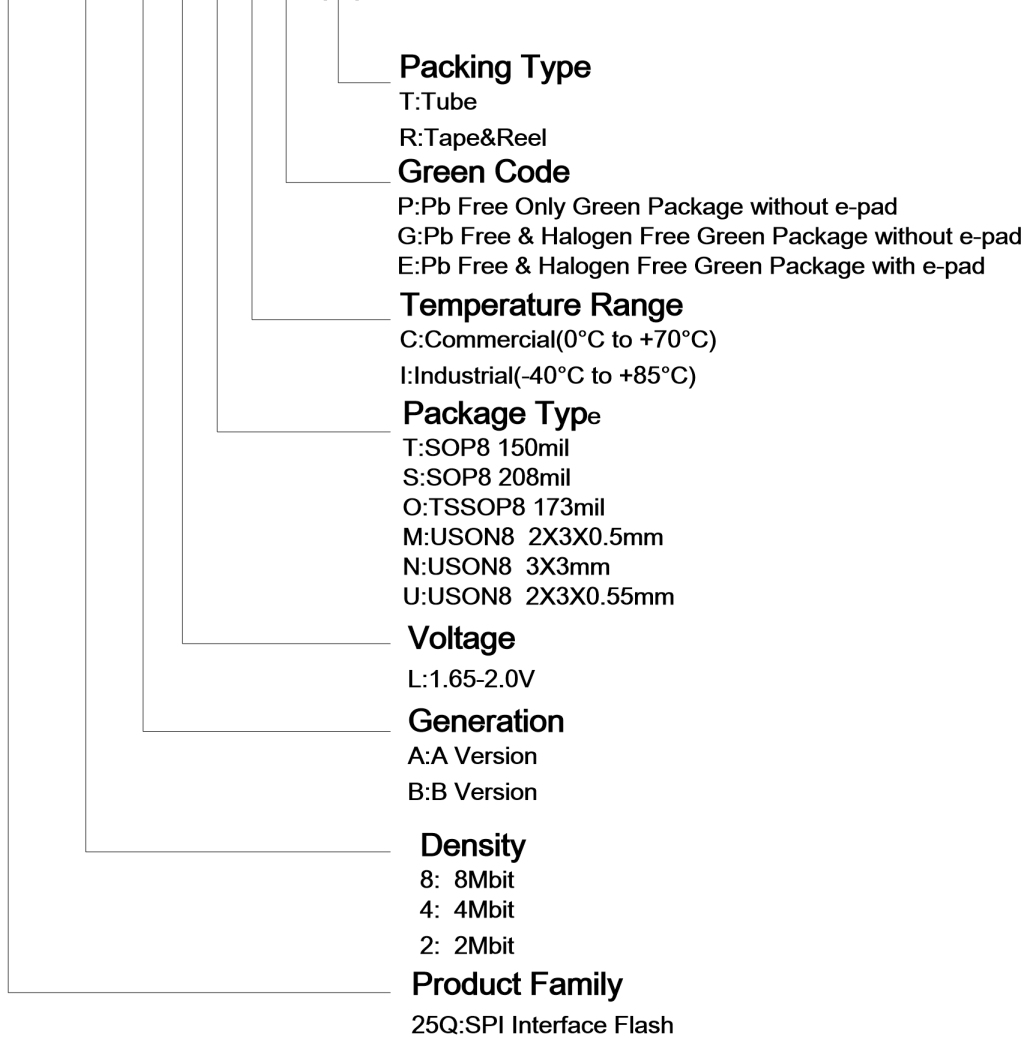 Packing Type
T:Tube
R:Tape&Reel
Green Code
P:Pb Free Only Green Package without e-pad
G:Pb Free & Halogen Free Green Package without e-pad
E:Pb Free & Halogen Free Green Package with e-pad
Temperature Range
C:Commercial(0°C to +70°C)
I:Industrial(-40°C to +85°C)
Package Type
T:SOP8 150mil
S:SOP8 208mil
O:TSSOP8 173mil
M:USON8 2X3X0.5mm
N:USON8 3X3mm
U:USON8 2X3X0.55mm
Voltage
L:1.65-2.0V
Generation
A:A Version
B:B Version
Density
8: 8Mbit
4: 4Mbit
2: 2Mbit
Product Family
25Q:SPI Interface Flash